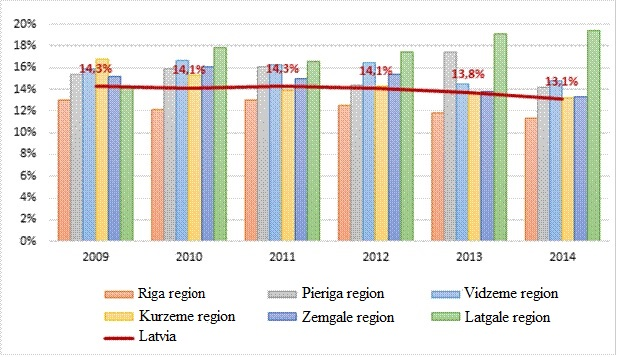 20%
18%
16%
14%
12%
10%
8%
6%
4%
2%
0%
14,3% 14,1% 14,3% 14,1% 13,8% 13,1%
2009 2010 2011 2012 2013 2014
Riga region Pieriga region Vidzeme region
Kurzeme region Zemgale region Latgale region
Latvia